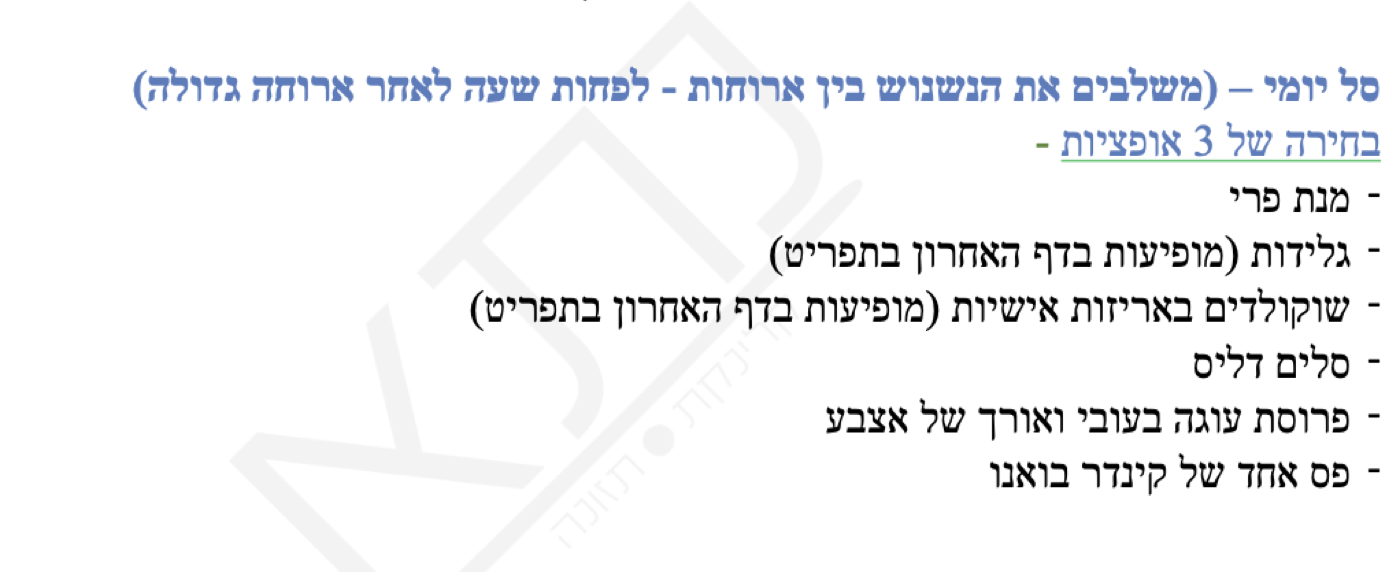 סל יומי – (משלבים את הנשנוש בין ארוחות - לפחות שעה לאחר ארוחה גדולה)
בחירה של 3 אופציות -
- מנת פרי
- גלידות (מופיעות בדף האחרון בתפריט)
- שוקולדים באריזות אישיות (מופיעות בדף האחרון בתפריט)
- סלים דליס
- פרוסת עוגה בעובי ואורך של אצבע
- פס אחד של קינדר בואנו
תזונה